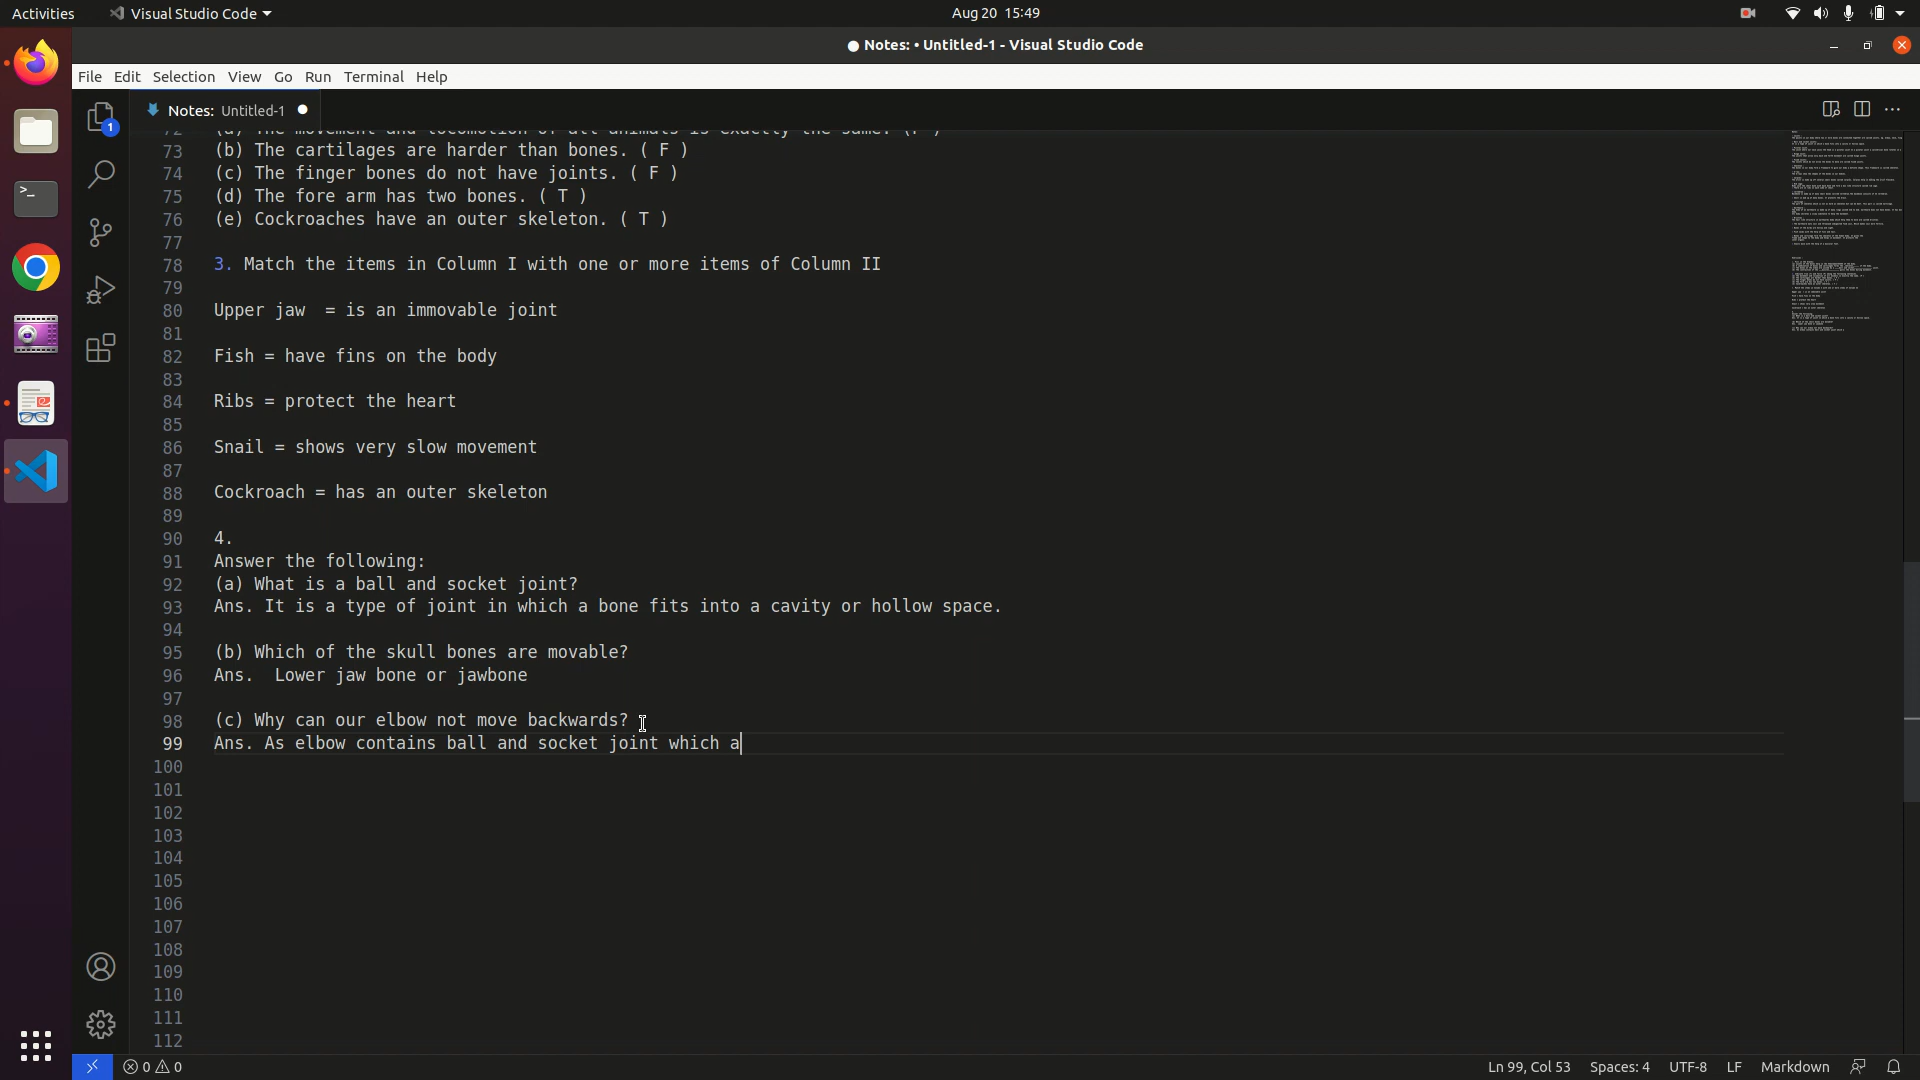 Activities Visual Studio Code Aug 20 15:49
● Notes: • Untitled-1 - Visual Studio Code
File Edit Selection View Go Run Terminal Help
1 Notes: Untitled-1
73 (b) The cartilages are harder than bones. ( F )
74 (c) The finger bones do not have joints. ( F )
75 (d) The fore arm has two bones. ( T )
76 (e) Cockroaches have an outer skeleton. ( T )
77
78 3. Match the items in Column I with one or more items of Column II
79
80 Upper jaw  = is an immovable joint
81
82 Fish = have fins on the body
83
84 Ribs = protect the heart
85
86 Snail = shows very slow movement
87
88 Cockroach = has an outer skeleton
89
90 4.
91 Answer the following:
92 (a) What is a ball and socket joint?
93 Ans. It is a type of joint in which a bone fits into a cavity or hollow space.
94
95 (b) Which of the skull bones are movable?
96 Ans.  Lower jaw bone or jawbone
97
98 (c) Why can our elbow not move backwards?
99 Ans. As elbow contains ball and socket joint which a
100
101
102
103
104
105
106
107
108
109
110
111
112
0 0 Ln 99, Col 53 Spaces: 4 UTF-8 LF Markdown